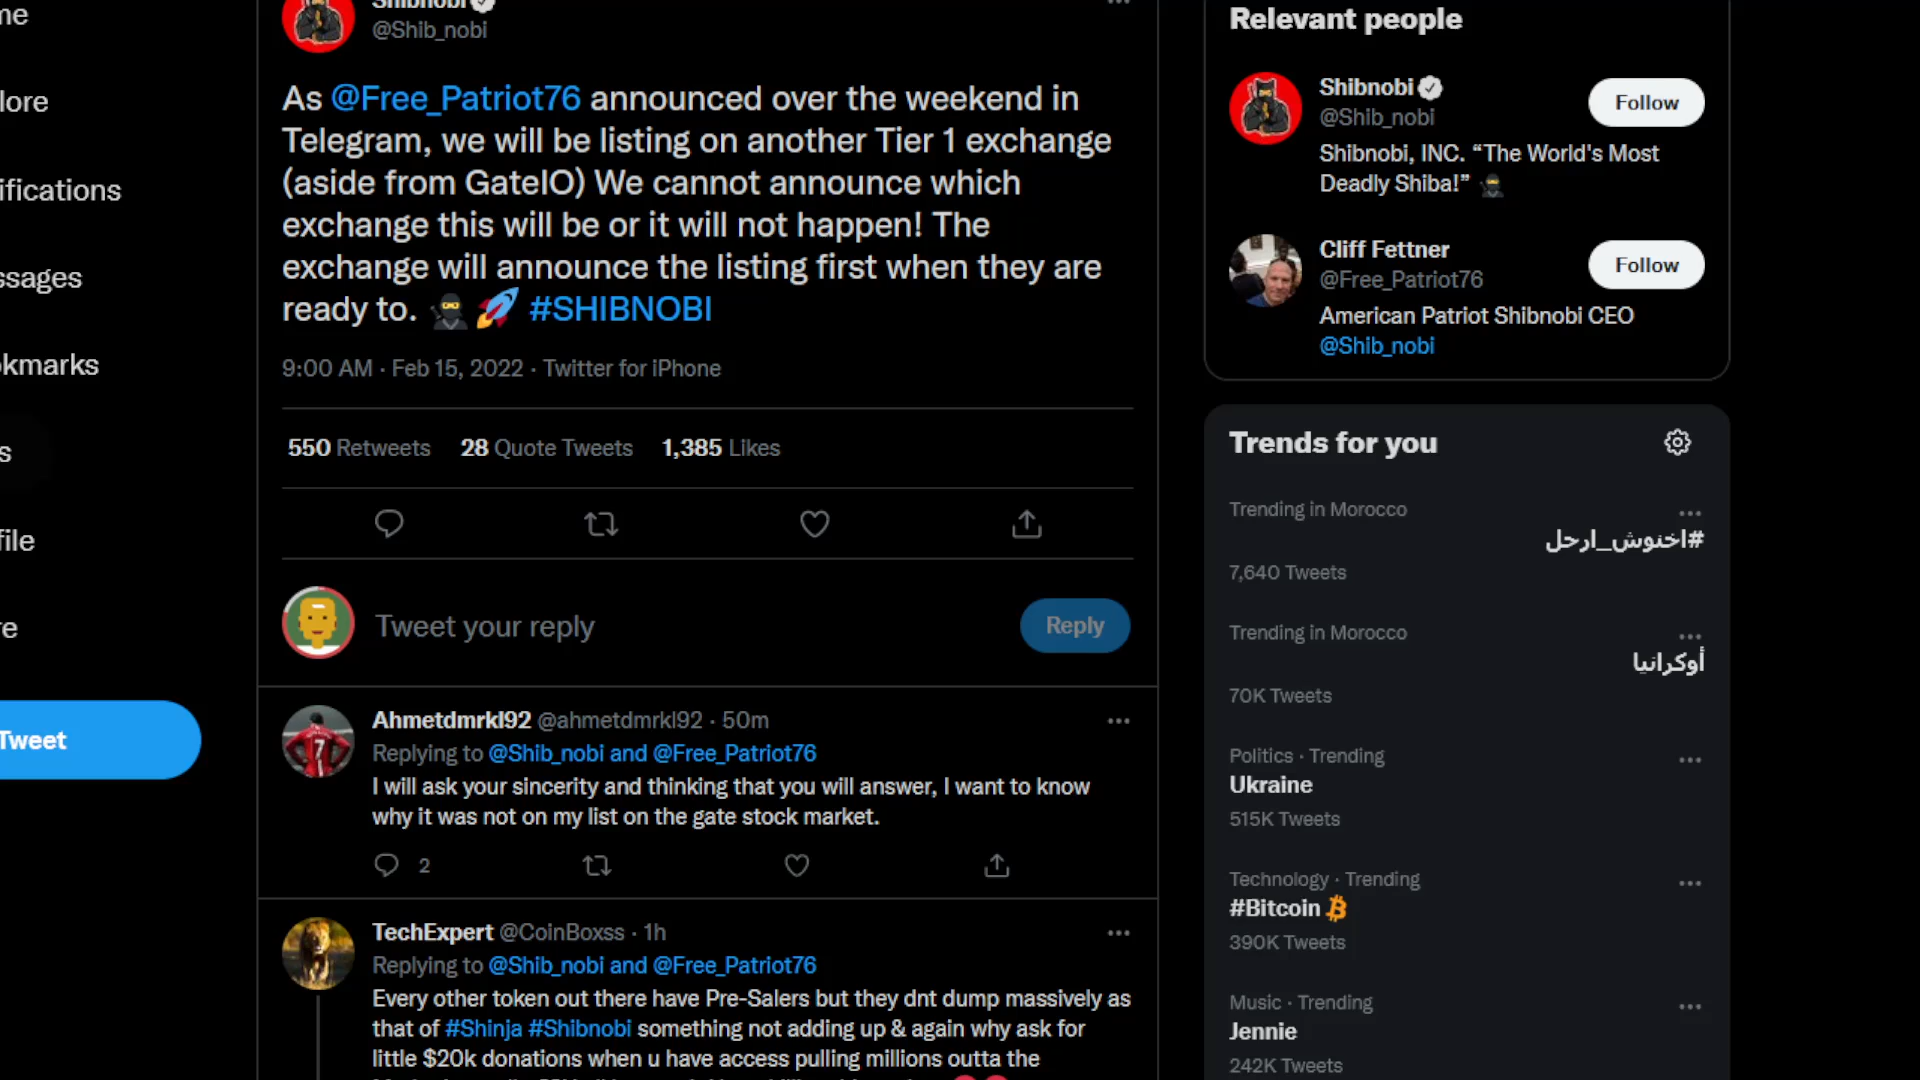 me
lore
ifications
ssages
okmarks
s
file
re
Tweet
Shibnobi
@Shib_nobi
As @Free_Patriot76 announced over the weekend in
Telegram, we will be listing on another Tier 1 exchange
(aside from GateIO) We cannot announce which
exchange this will be or it will not happen! The
exchange will announce the listing first when they are
ready to. 🥷🚀 #SHIBNOBI
9:00 AM · Feb 15, 2022 · Twitter for iPhone
550 Retweets 28 Quote Tweets 1,385 Likes
Tweet your reply
Reply
Ahmetdmrkl92 @ahmetdmrkl92 · 50m
Replying to @Shib_nobi and @Free_Patriot76
I will ask your sincerity and thinking that you will answer, I want to know
why it was not on my list on the gate stock market.
2
TechExpert @CoinBoxss · 1h
Replying to @Shib_nobi and @Free_Patriot76
Every other token out there have Pre-Salers but they dnt dump massively as
that of #Shinja #Shibnobi something not adding up & again why ask for
little $20k donations when u have access pulling millions outta the
Relevant people
Shibnobi
@Shib_nobi
Follow
Shibnobi, INC. “The World's Most
Deadly Shiba!” 🥷
Cliff Fettner
@Free_Patriot76
Follow
American Patriot Shibnobi CEO
@Shib_nobi
Trends for you
Trending in Morocco
#اخنوش_ارحل
7,640 Tweets
Trending in Morocco
أوكرانيا
70K Tweets
Politics · Trending
Ukraine
515K Tweets
Technology · Trending
#Bitcoin
390K Tweets
Music · Trending
Jennie
242K Tweets